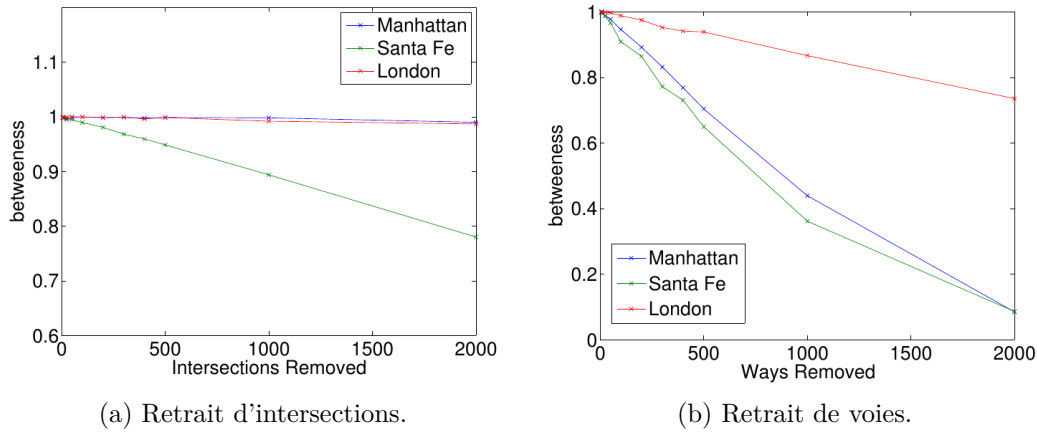 Manhattan
Santa Fe
London
1.1
1
0.9
0.8
0.7
0.6
betweeness
0 500 1000 1500 2000
Intersections Removed
(a) Retrait d'intersections.
1
0.8
0.6
0.4
0.2
0
betweeness
Manhattan
Santa Fe
London
0 500 1000 1500 2000
Ways Removed
(b) Retrait de voies.